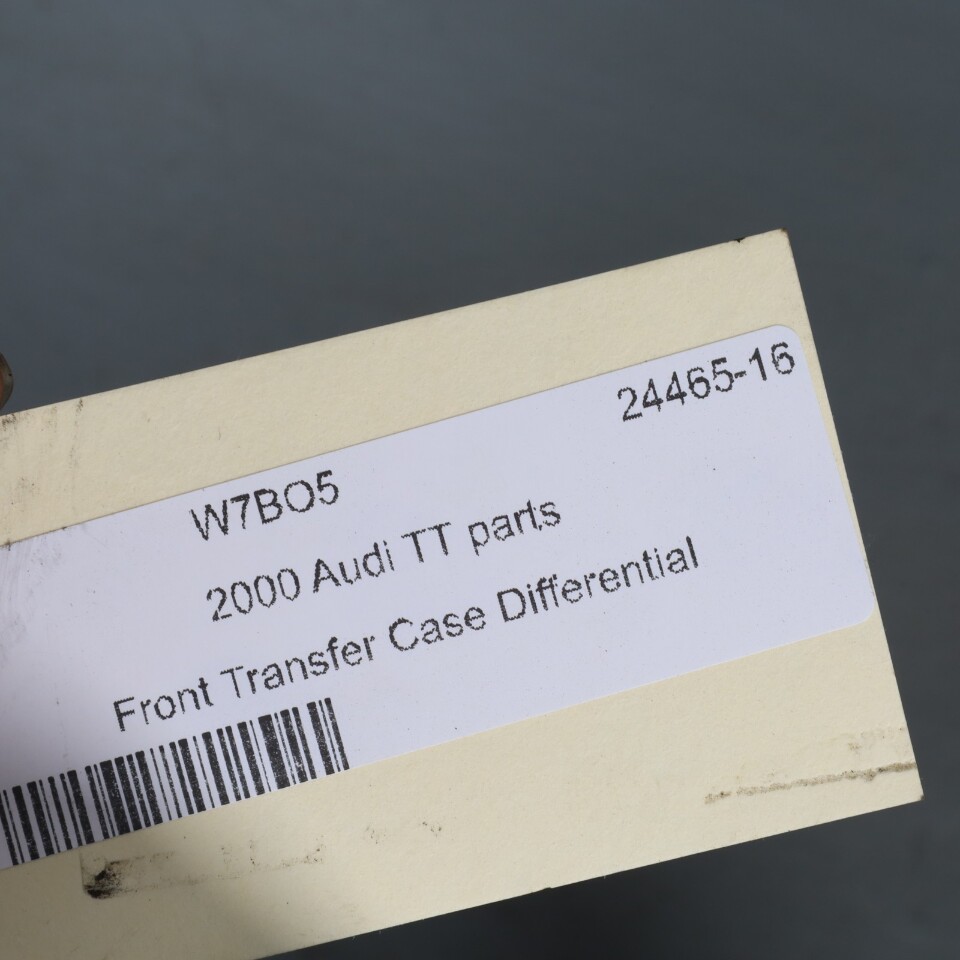 24465-16
W7BO5
2000 Audi TT parts
Front Transfer Case Differential